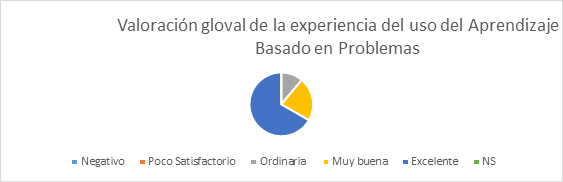 Valoración gloval de la experiencia del uso del Aprendizaje
Basado en Problemas
Negativo Poco Satisfactorio Ordinaria Muy buena Excelente NS